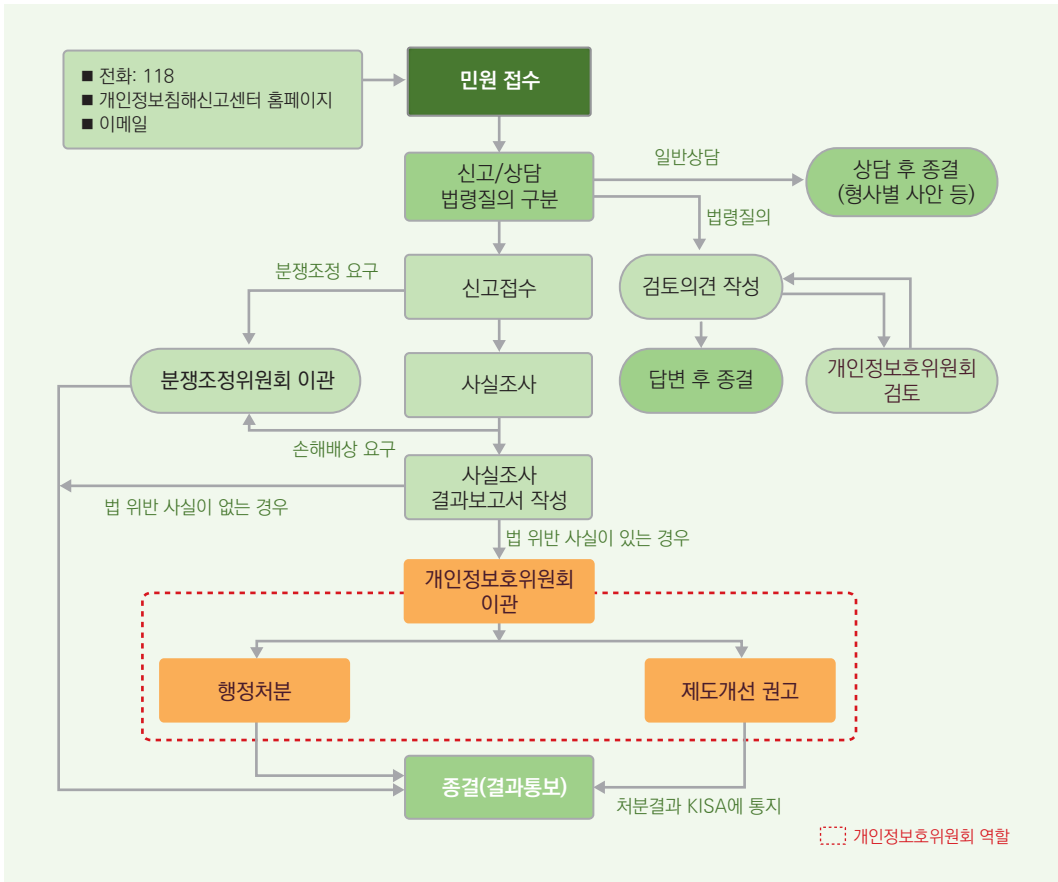 ■ 전화: 118
■ 개인정보침해신고센터 홈페이지
■ 이메일
민원 접수
신고/상담
법령질의 구분
일반상담
상담 후 종결
(형사별 사안 등)
법령질의
분쟁조정 요구
신고접수
검토의견 작성
분쟁조정위원회 이관
사실조사
답변 후 종결
개인정보호위원회
검토
손해배상 요구
사실조사
결과보고서 작성
법 위반 사실이 없는 경우
법 위반 사실이 있는 경우
개인정보호위원회
이관
행정처분
제도개선 권고
종결(결과통보)
처분결과 KISA에 통지
개인정보호위원회 역할